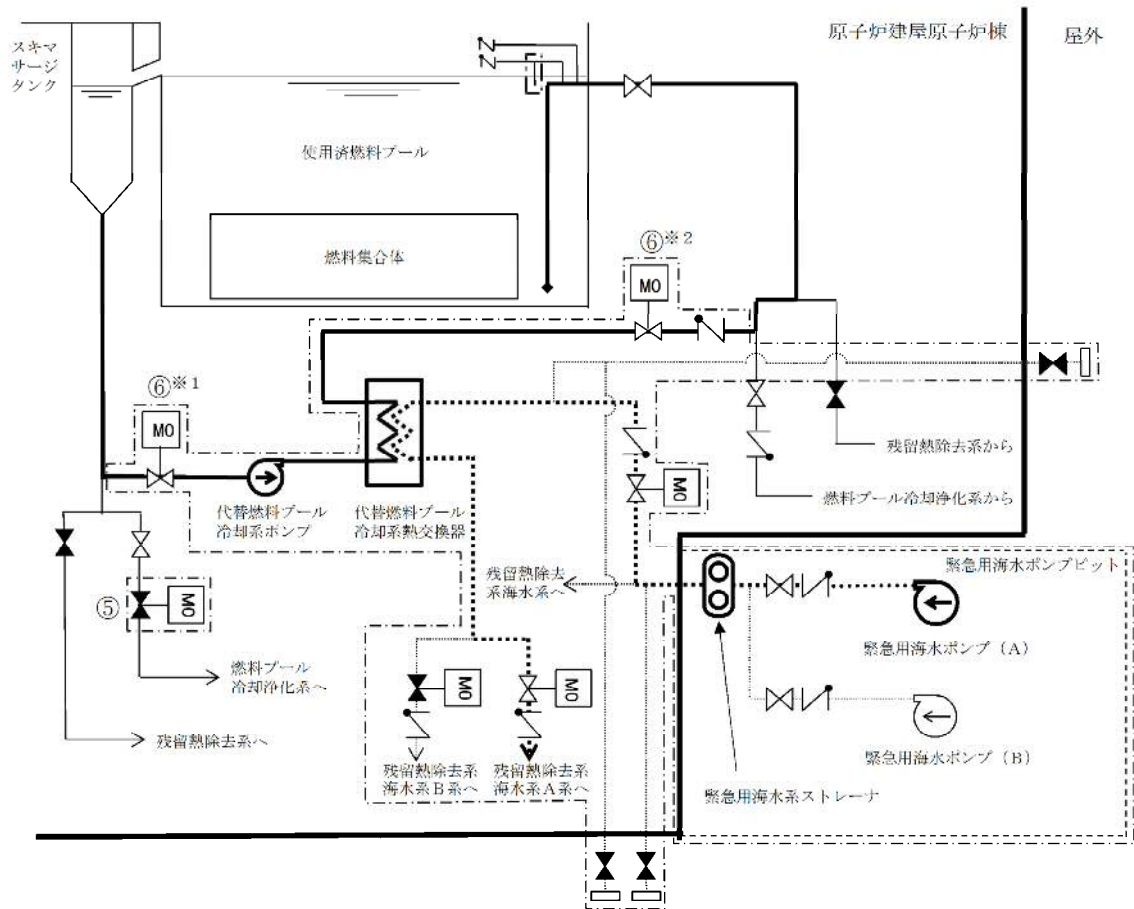 原子炉建屋原子炉棟
屋外
スキマ
サージ
タンク
使用済燃料プール
燃料集合体
⑥※2
MO
⑥※1
MO
残留熱除去系から
MO
燃料プール冷却浄化系から
代替燃料プール
冷却系ポンプ
代替燃料プール
冷却系熱交換器
緊急用海水ポンプピット
残留熱除去
系海水系へ
⑤
MO
緊急用海水ポンプ（A）
燃料プール
冷却浄化系へ
MO
MO
残留熱除去系へ
緊急用海水ポンプ（B）
残留熱除去系
海水系B系へ
残留熱除去系
海水系A系へ
緊急用海水系ストレーナ